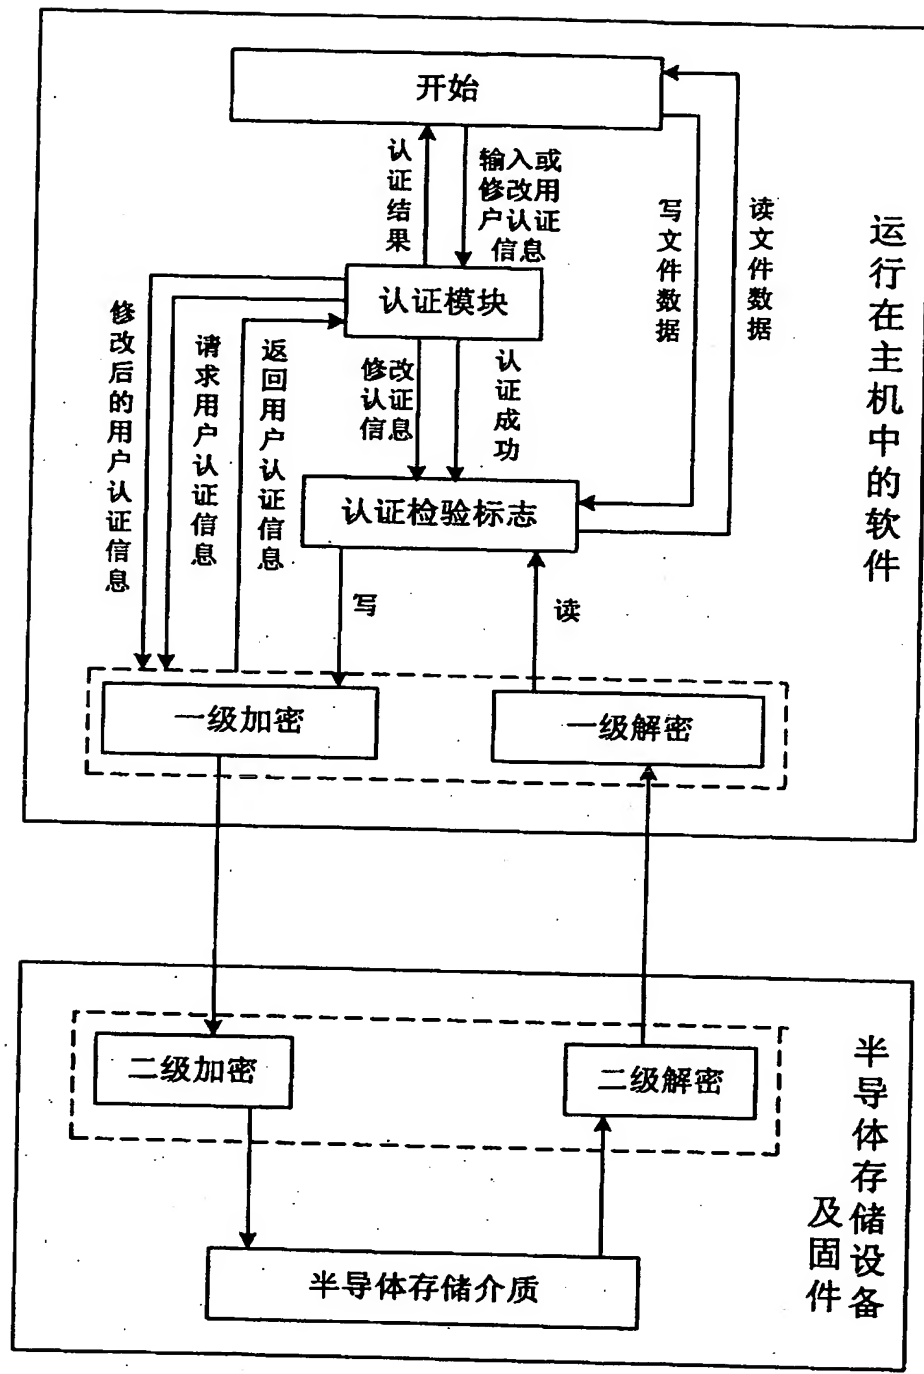 开始
认证结果
输入或
修改用
户认证
信息
写文件数据
读文件数据
运行在主机中的软件
认证模块
修改后的用户认证信息
请求用户认证信息
返回用户认证信息
修改
认证
信息
认证成功
认证检验标志
写
读
一级加密
一级解密
二级加密
二级解密
半导体存储设备
及固件
半导体存储介质